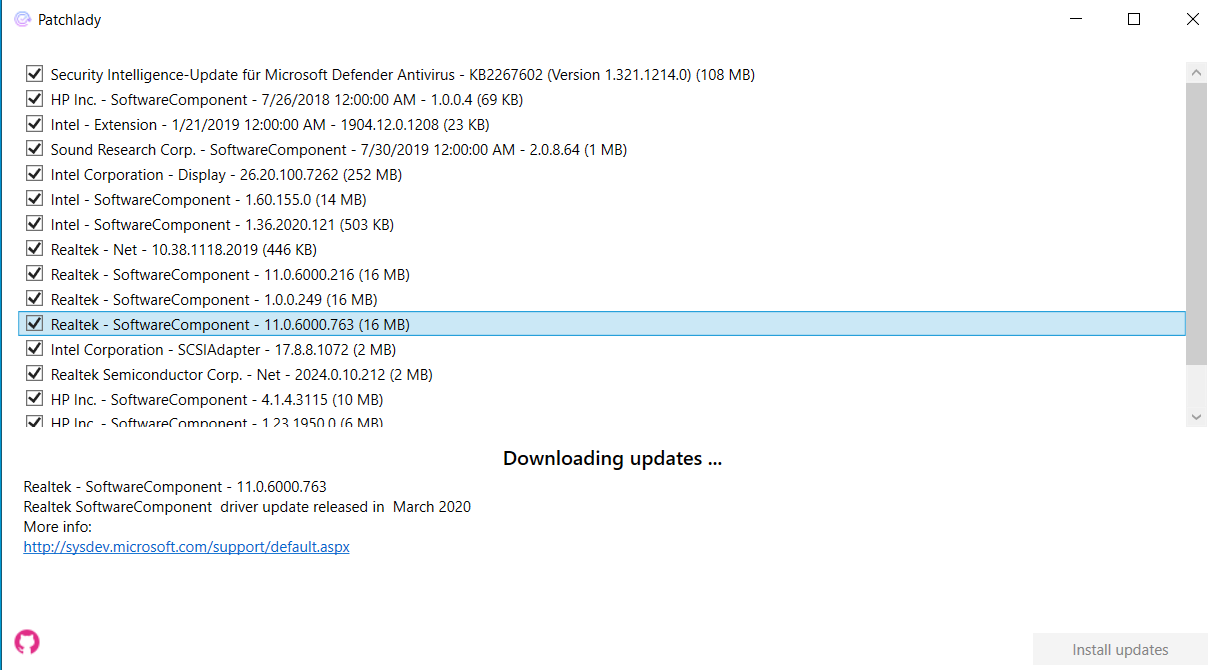 Patchlady
Security Intelligence-Update für Microsoft Defender Antivirus - KB2267602 (Version 1.321.1214.0) (108 MB)
HP Inc. - SoftwareComponent - 7/26/2018 12:00:00 AM - 1.0.0.4 (69 KB)
Intel - Extension - 1/21/2019 12:00:00 AM - 1904.12.0.1208 (23 KB)
Sound Research Corp. - SoftwareComponent - 7/30/2019 12:00:00 AM - 2.0.8.64 (1 MB)
Intel Corporation - Display - 26.20.100.7262 (252 MB)
Intel - SoftwareComponent - 1.60.155.0 (14 MB)
Intel - SoftwareComponent - 1.36.2020.121 (503 KB)
Realtek - Net - 10.38.1118.2019 (446 KB)
Realtek - SoftwareComponent - 11.0.6000.216 (16 MB)
Realtek - SoftwareComponent - 1.0.0.249 (16 MB)
Realtek - SoftwareComponent - 11.0.6000.763 (16 MB)
Intel Corporation - SCSIAdapter - 17.8.8.1072 (2 MB)
Realtek Semiconductor Corp. - Net - 2024.0.10.212 (2 MB)
HP Inc. - SoftwareComponent - 4.1.4.3115 (10 MB)
HP Inc. - SoftwareComponent - 1.23.1950.0 (6 MB)
Downloading updates ...
Realtek - SoftwareComponent - 11.0.6000.763
Realtek SoftwareComponent  driver update released in  March 2020
More info:
http://sysdev.microsoft.com/support/default.aspx
Install updates